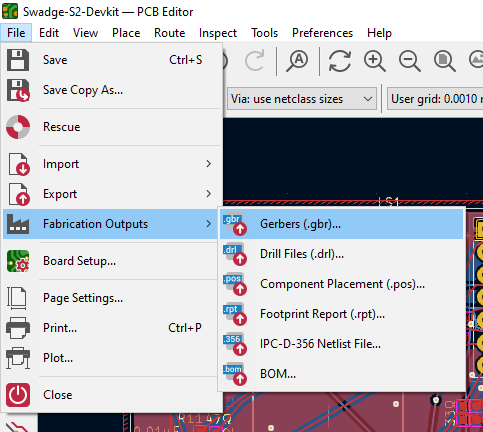 Swadge-S2-Devkit — PCB Editor
File Edit View Place Route Inspect Tools Preferences Help
Save Ctrl+S
Via: use netclass sizes
User grid: 0.0010
Save Copy As...
Rescue
Import
Export
S1
Fabrication Outputs
.gbr Gerbers (.gbr)...
.drl Drill Files (.drl)...
Board Setup...
.pos Component Placement (.pos)...
Page Settings...
.rpt Footprint Report (.rpt)...
Print... Ctrl+P
.356 IPC-D-356 Netlist File...
Plot...
.bom BOM...
Close